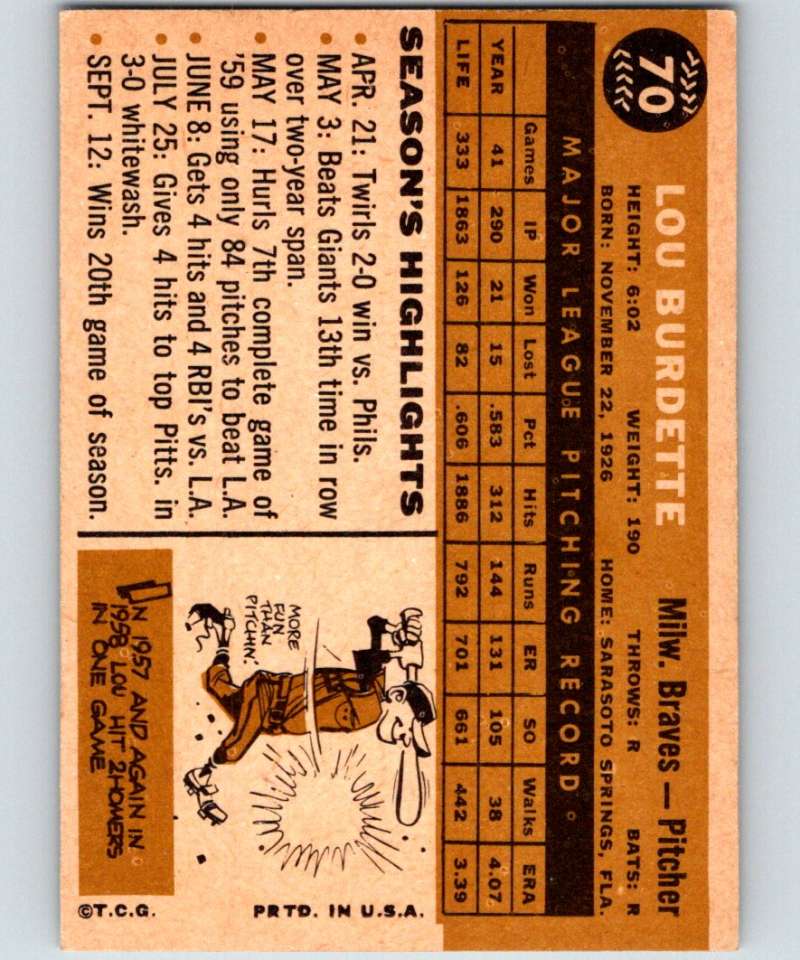 70
LOU BURDETTE Milw. Braves — Pitcher
HEIGHT: 6:02 WEIGHT: 190 THROWS: R BATS: R
BORN: NOVEMBER 22, 1926 HOME: SARASOTO SPRINGS, FLA.
MAJOR LEAGUE PITCHING RECORD
Games IP Won Lost Pct Hits Runs ER SO Walks ERA
YEAR 41 290 21 15 .583 312 144 131 105 38 4.07
LIFE 333 1863 126 82 .606 1886 792 701 661 442 3.39
SEASON'S HIGHLIGHTS
• APR. 21: Twirls 2-0 win vs. Phils.
• MAY 3: Beats Giants 13th time in row
over two-year span.
• MAY 17: Hurls 7th complete game of
'59 using only 84 pitches to beat L.A.
• JUNE 8: Gets 4 hits and 4 RBI's vs. L.A.
• JULY 25: Gives 4 hits to top Pitts. in
3-0 whitewash.
• SEPT. 12: Wins 20th game of season.
MORE
FUN
THAN
PITCHIN'.
IN 1957 AND AGAIN IN
1958 LOU HIT 2 HOMERS
IN ONE GAME
©T.C.G. PRTD. IN U.S.A.